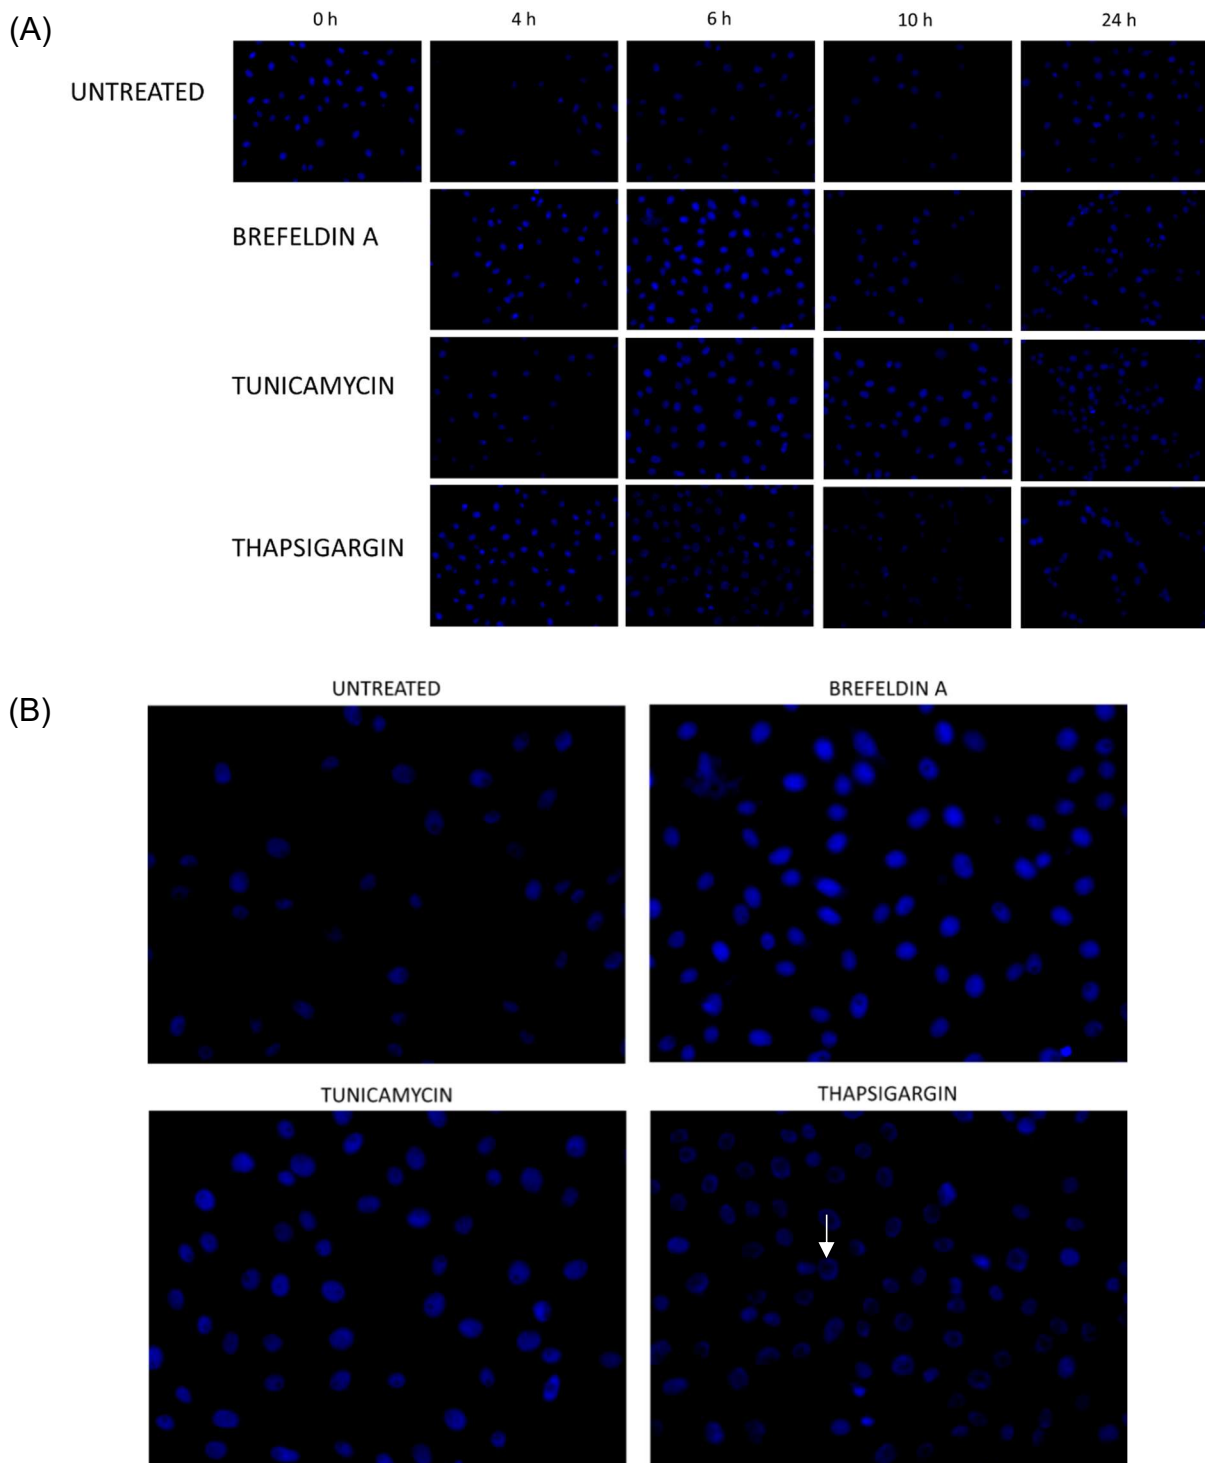 (A)
0 h 4 h 6 h 10 h 24 h
UNTREATED
BREFELDIN A
TUNICAMYCIN
THAPSIGARGIN
(B)
UNTREATED BREFELDIN A
TUNICAMYCIN THAPSIGARGIN